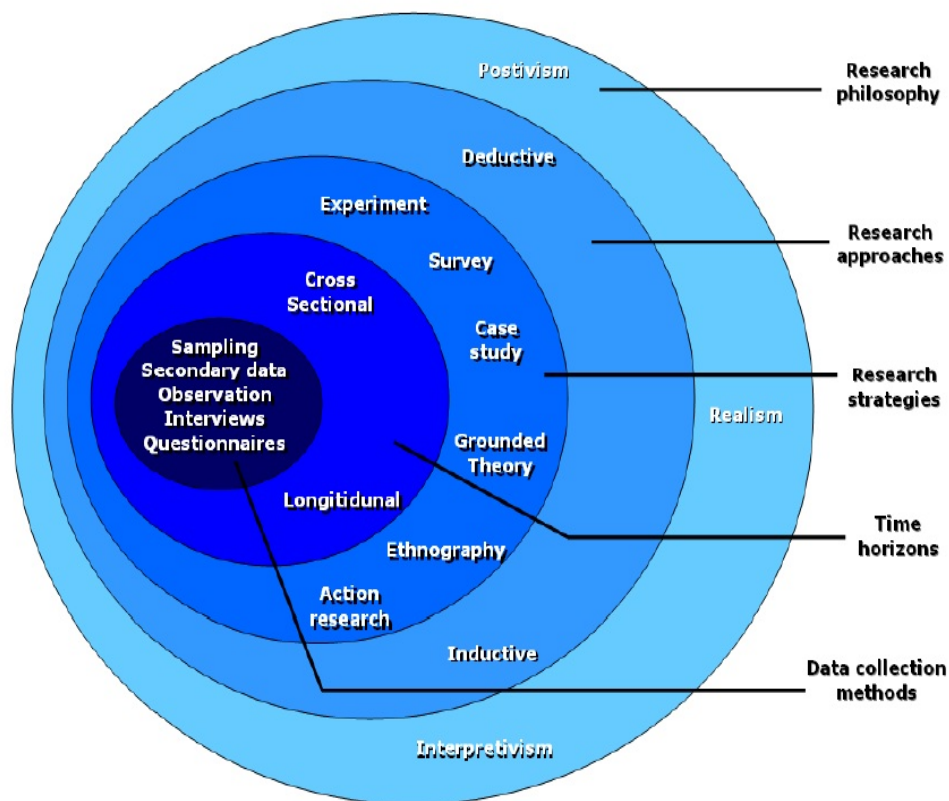 Postivism
Research
philosophy
Deductive
Experiment
Research
approaches
Survey
Cross
Sectional
Case
study
Sampling
Secondary data
Observation
Interviews
Questionnaires
Research
strategies
Realism
Grounded
Theory
Longitidunal
Time
horizons
Ethnography
Action
research
Inductive
Data collection
methods
Interpretivism